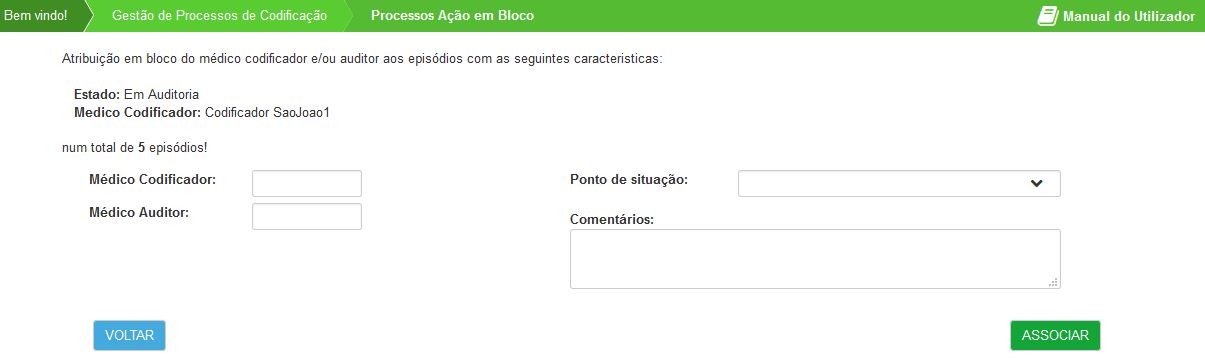 Bem vindo! Gestão de Processos de Codificação Processos Ação em Bloco Manual do Utilizador
Atribuição em bloco do médico codificador e/ou auditor aos episódios com as seguintes caracteristicas:
Estado: Em Auditoria
Medico Codificador: Codificador SaoJoao1
num total de 5 episódios!
Médico Codificador: Ponto de situação:
Médico Auditor:
Comentários:
VOLTAR ASSOCIAR